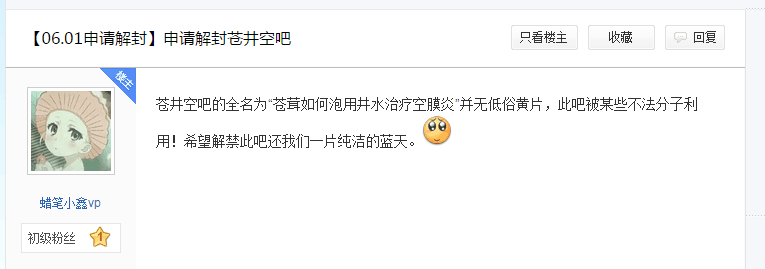 【06.01申请解封】申请解封苍井空吧
只看楼主
收藏
回复
楼主
苍井空吧的全名为“苍茸如何泡用井水治疗空膜炎”并无低俗黄片，此吧被某些不法分子利
用！希望解禁此吧还我们一片纯洁的蓝天。
蜡笔小鑫vp
初级粉丝 1